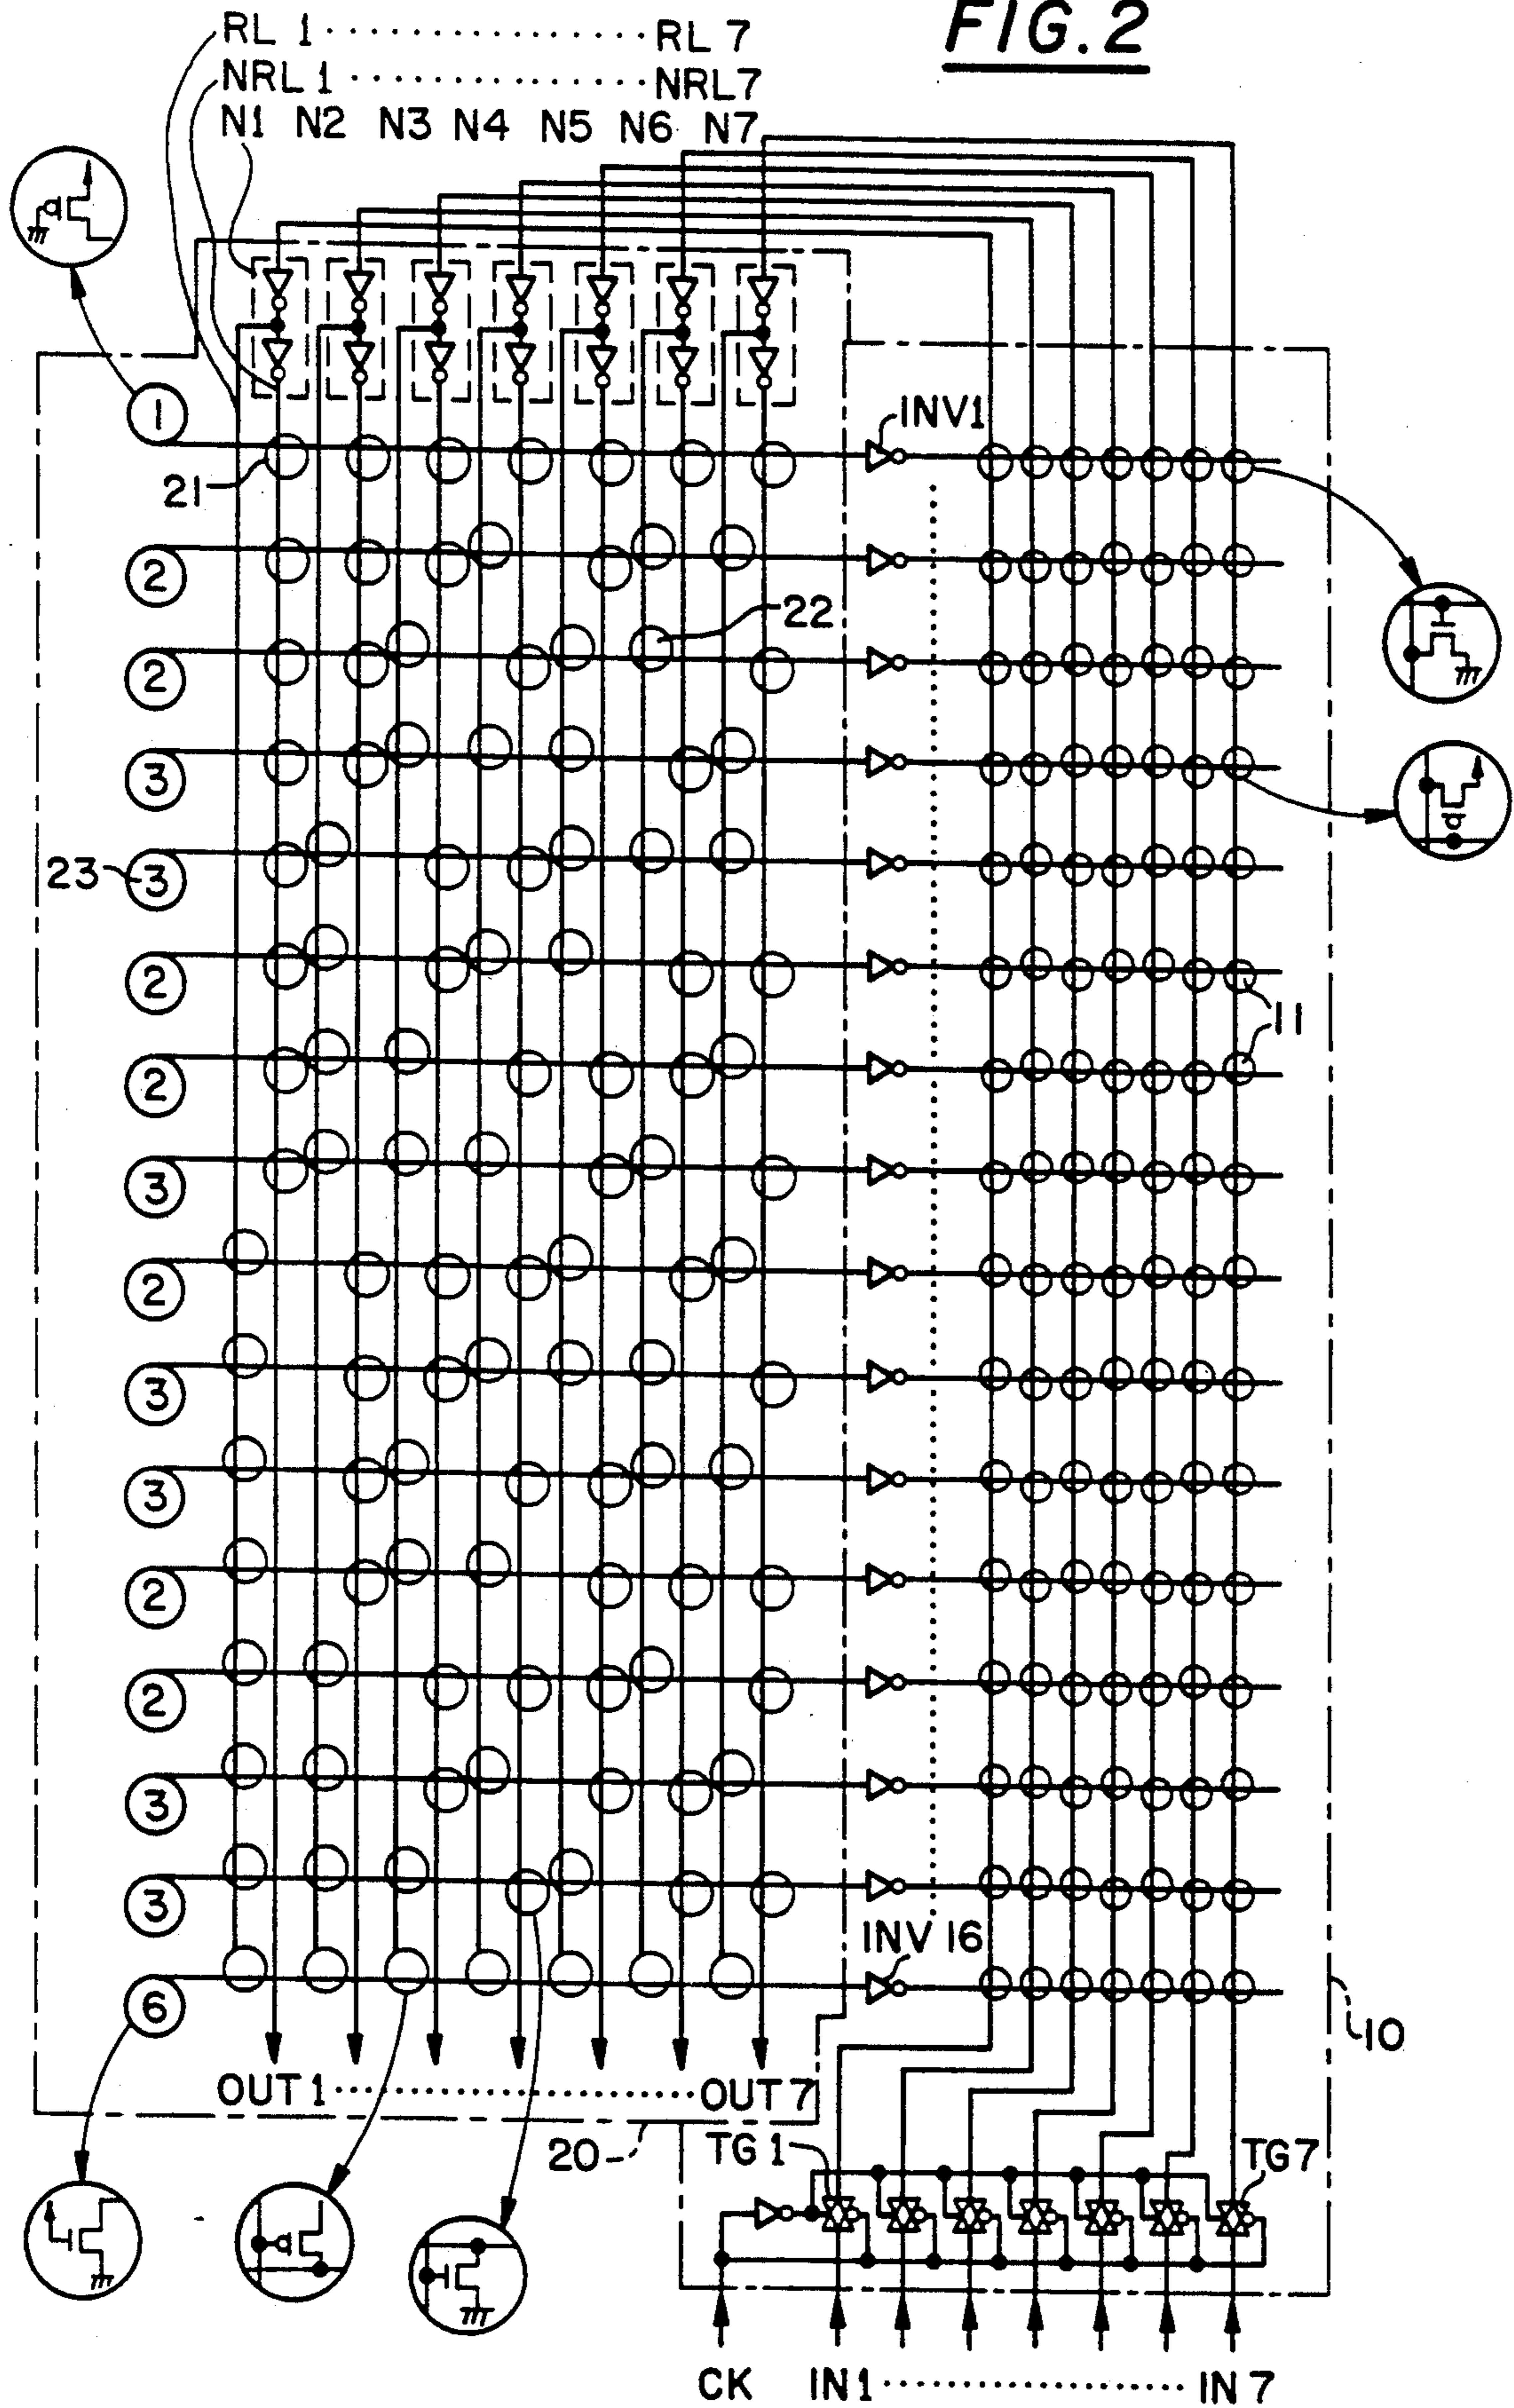 FIG.2
RL 1 ················ RL 7
NRL 1 ·············· NRL7
N1 N2 N3 N4 N5 N6 N7
1
INV1
21
2
22
2
3
23
3
2
11
2
3
2
3
3
2
2
3
3
INV 16
6
10
OUT 1 ···················· OUT 7
20
TG 1
TG 7
CK IN 1 ················ IN 7